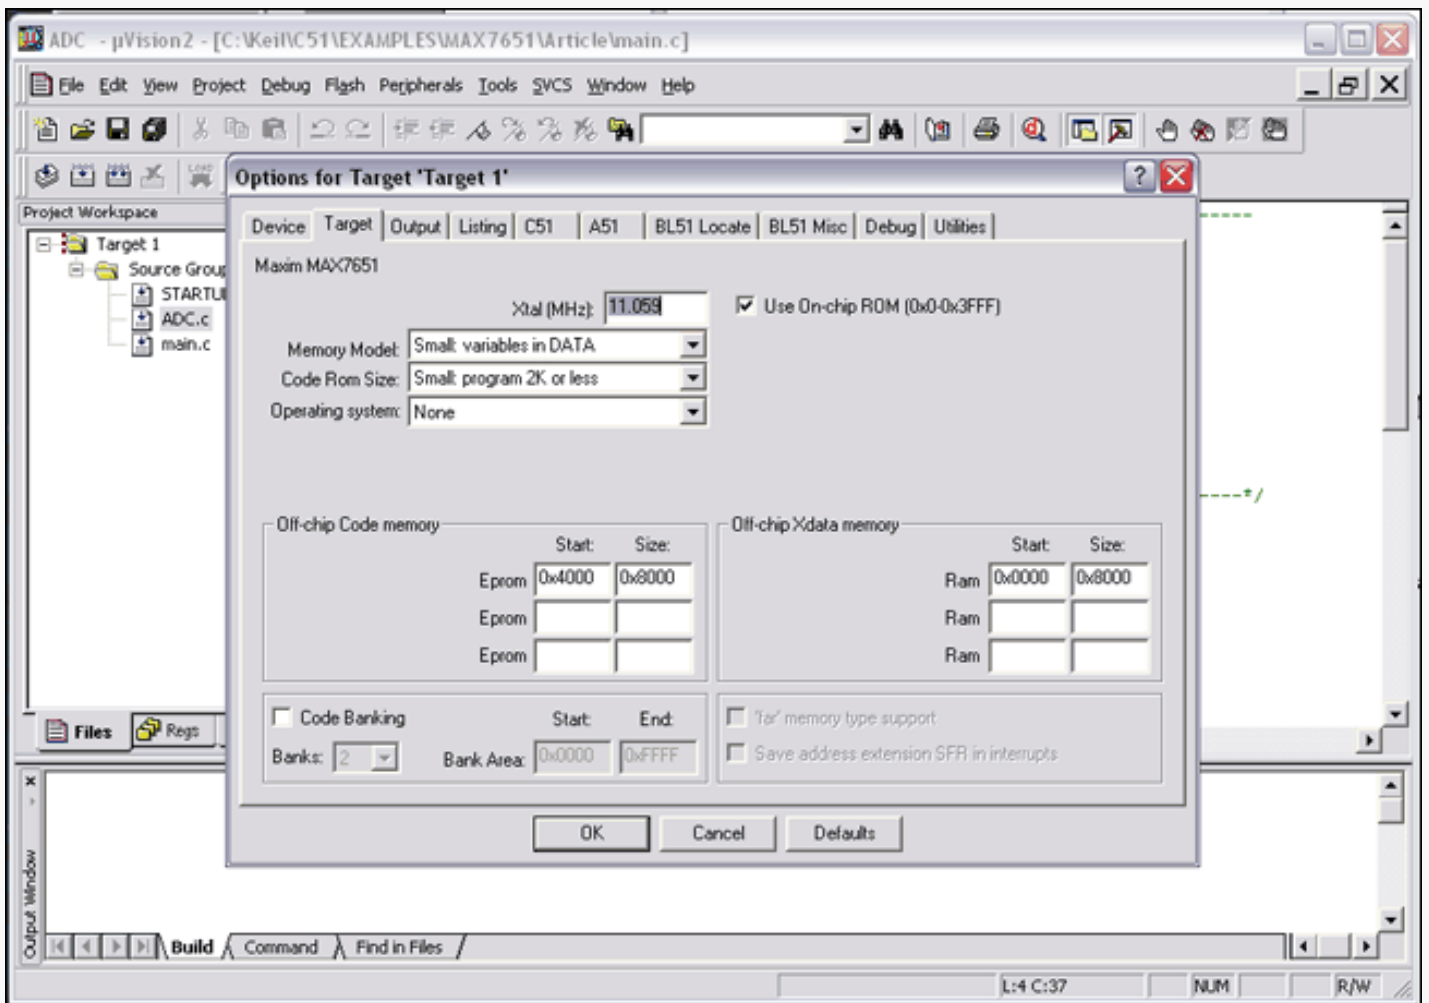 ADC - µVision2 - [C:\Keil\C51\EXAMPLES\MAX7651\Article\main.c]
File Edit View Project Debug Flash Peripherals Tools SVCS Window Help
Options for Target 'Target 1'
Project Workspace
Target 1
Source Group
STARTU
ADC.c
main.c
Device Target Output Listing C51 A51 BL51 Locate BL51 Misc Debug Utilities
Maxim MAX7651
Xtal (MHz): 11.059 Use On-chip ROM (0x0-0x3FFF)
Memory Model: Small: variables in DATA
Code Rom Size: Small: program 2K or less
Operating system: None
-----
----*/
Off-chip Code memory
Start: Size:
Eprom 0x4000 0x8000
Eprom
Eprom
Off-chip Xdata memory
Start: Size:
Ram 0x0000 0x8000
Ram
Ram
Code Banking Start: End:
Banks: 2 Bank Area: 0x0000 0xFFFF
'far' memory type support
Save address extension SFR in interrupts
OK Cancel Defaults
Files Regs
Output Window
Build Command Find in Files
L:4 C:37 NUM R/W